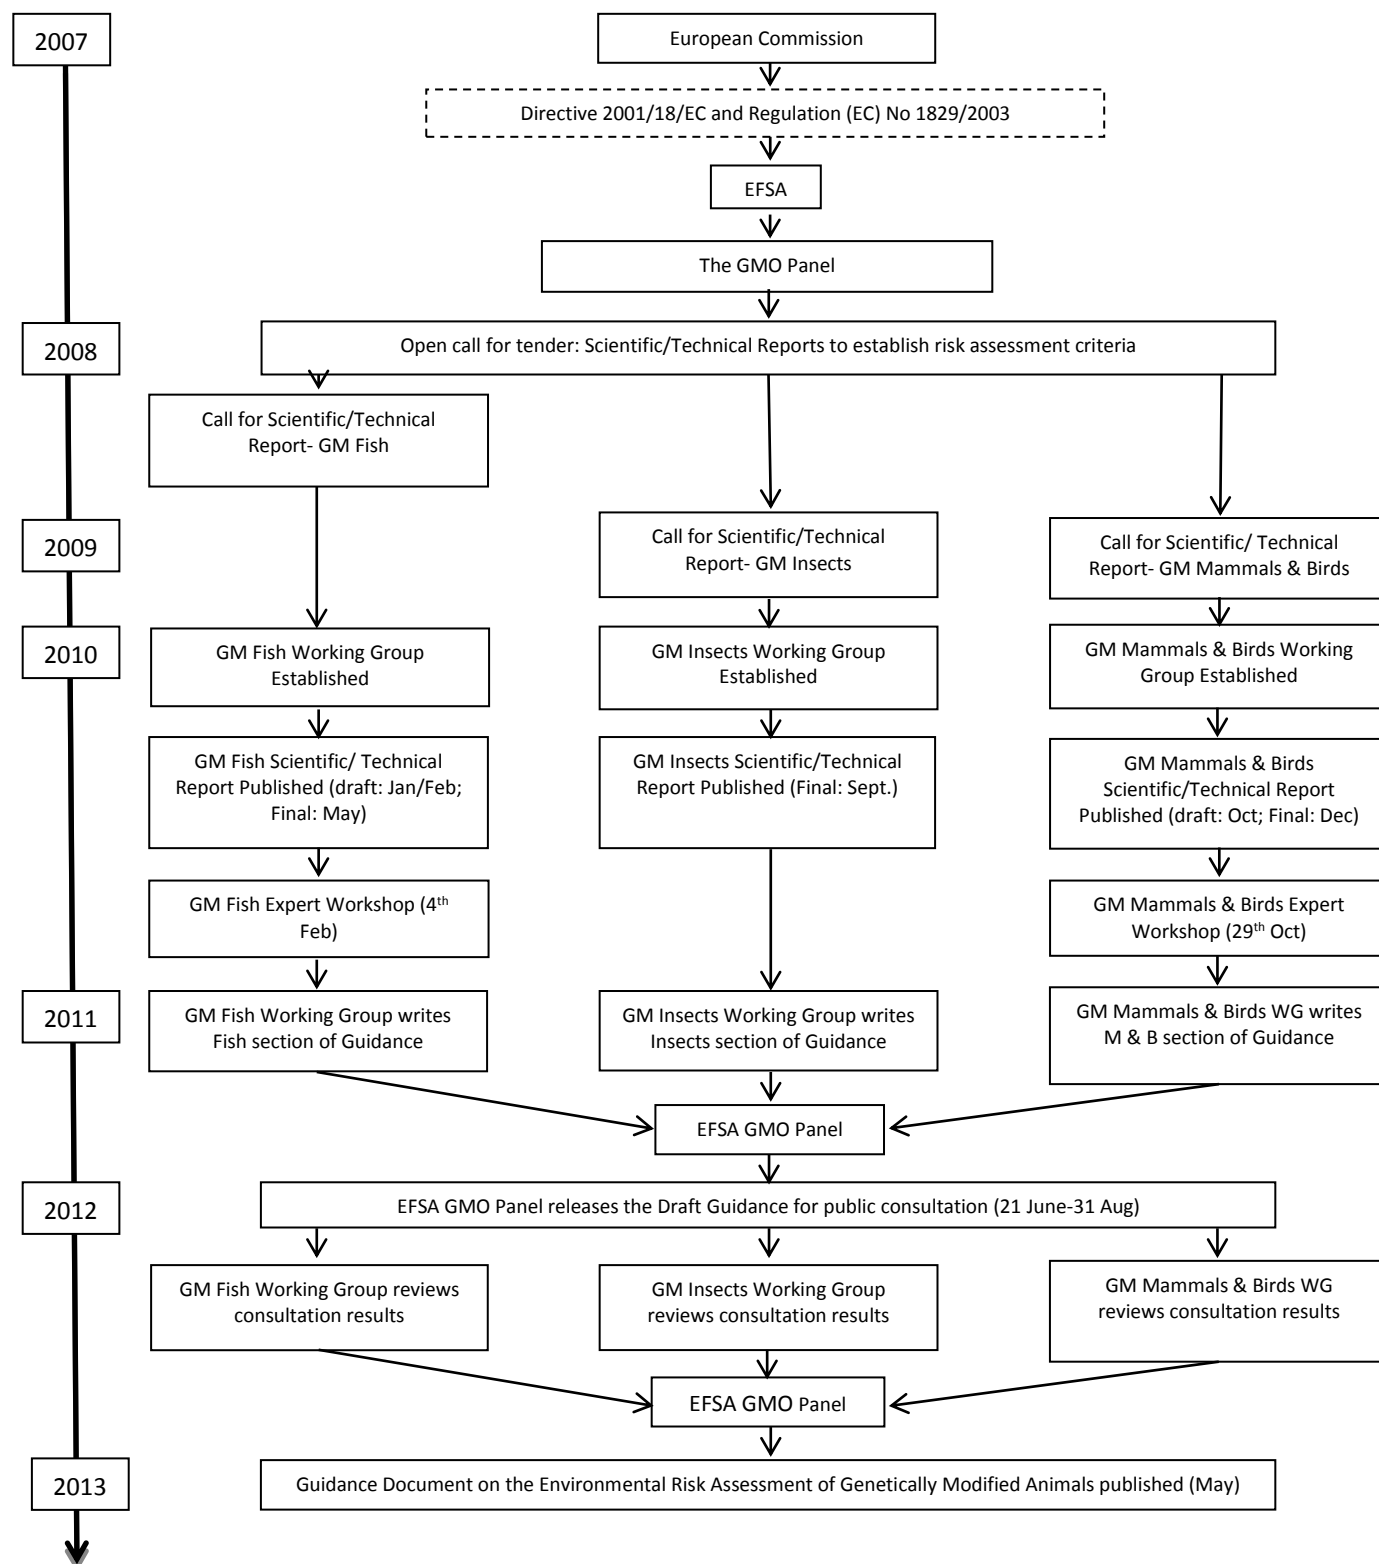 2007
European Commission
Directive 2001/18/EC and Regulation (EC) No 1829/2003
EFSA
The GMO Panel
2008
Open call for tender: Scientific/Technical Reports to establish risk assessment criteria
Call for Scientific/Technical
Report- GM Fish
2009
Call for Scientific/Technical
Report- GM Insects
Call for Scientific/ Technical
Report- GM Mammals & Birds
2010
GM Fish Working Group
Established
GM Insects Working Group
Established
GM Mammals & Birds Working
Group Established
GM Fish Scientific/ Technical
Report Published (draft: Jan/Feb;
Final: May)
GM Insects Scientific/Technical
Report Published (Final: Sept.)
GM Mammals & Birds
Scientific/Technical Report
Published (draft: Oct; Final: Dec)
GM Fish Expert Workshop (4th
Feb)
GM Mammals & Birds Expert
Workshop (29th Oct)
2011
GM Fish Working Group writes
Fish section of Guidance
GM Insects Working Group writes
Insects section of Guidance
GM Mammals & Birds WG writes
M & B section of Guidance
EFSA GMO Panel
2012
EFSA GMO Panel releases the Draft Guidance for public consultation (21 June-31 Aug)
GM Fish Working Group reviews
consultation results
GM Insects Working Group
reviews consultation results
GM Mammals & Birds WG
reviews consultation results
EFSA GMO Panel
2013
Guidance Document on the Environmental Risk Assessment of Genetically Modified Animals published (May)